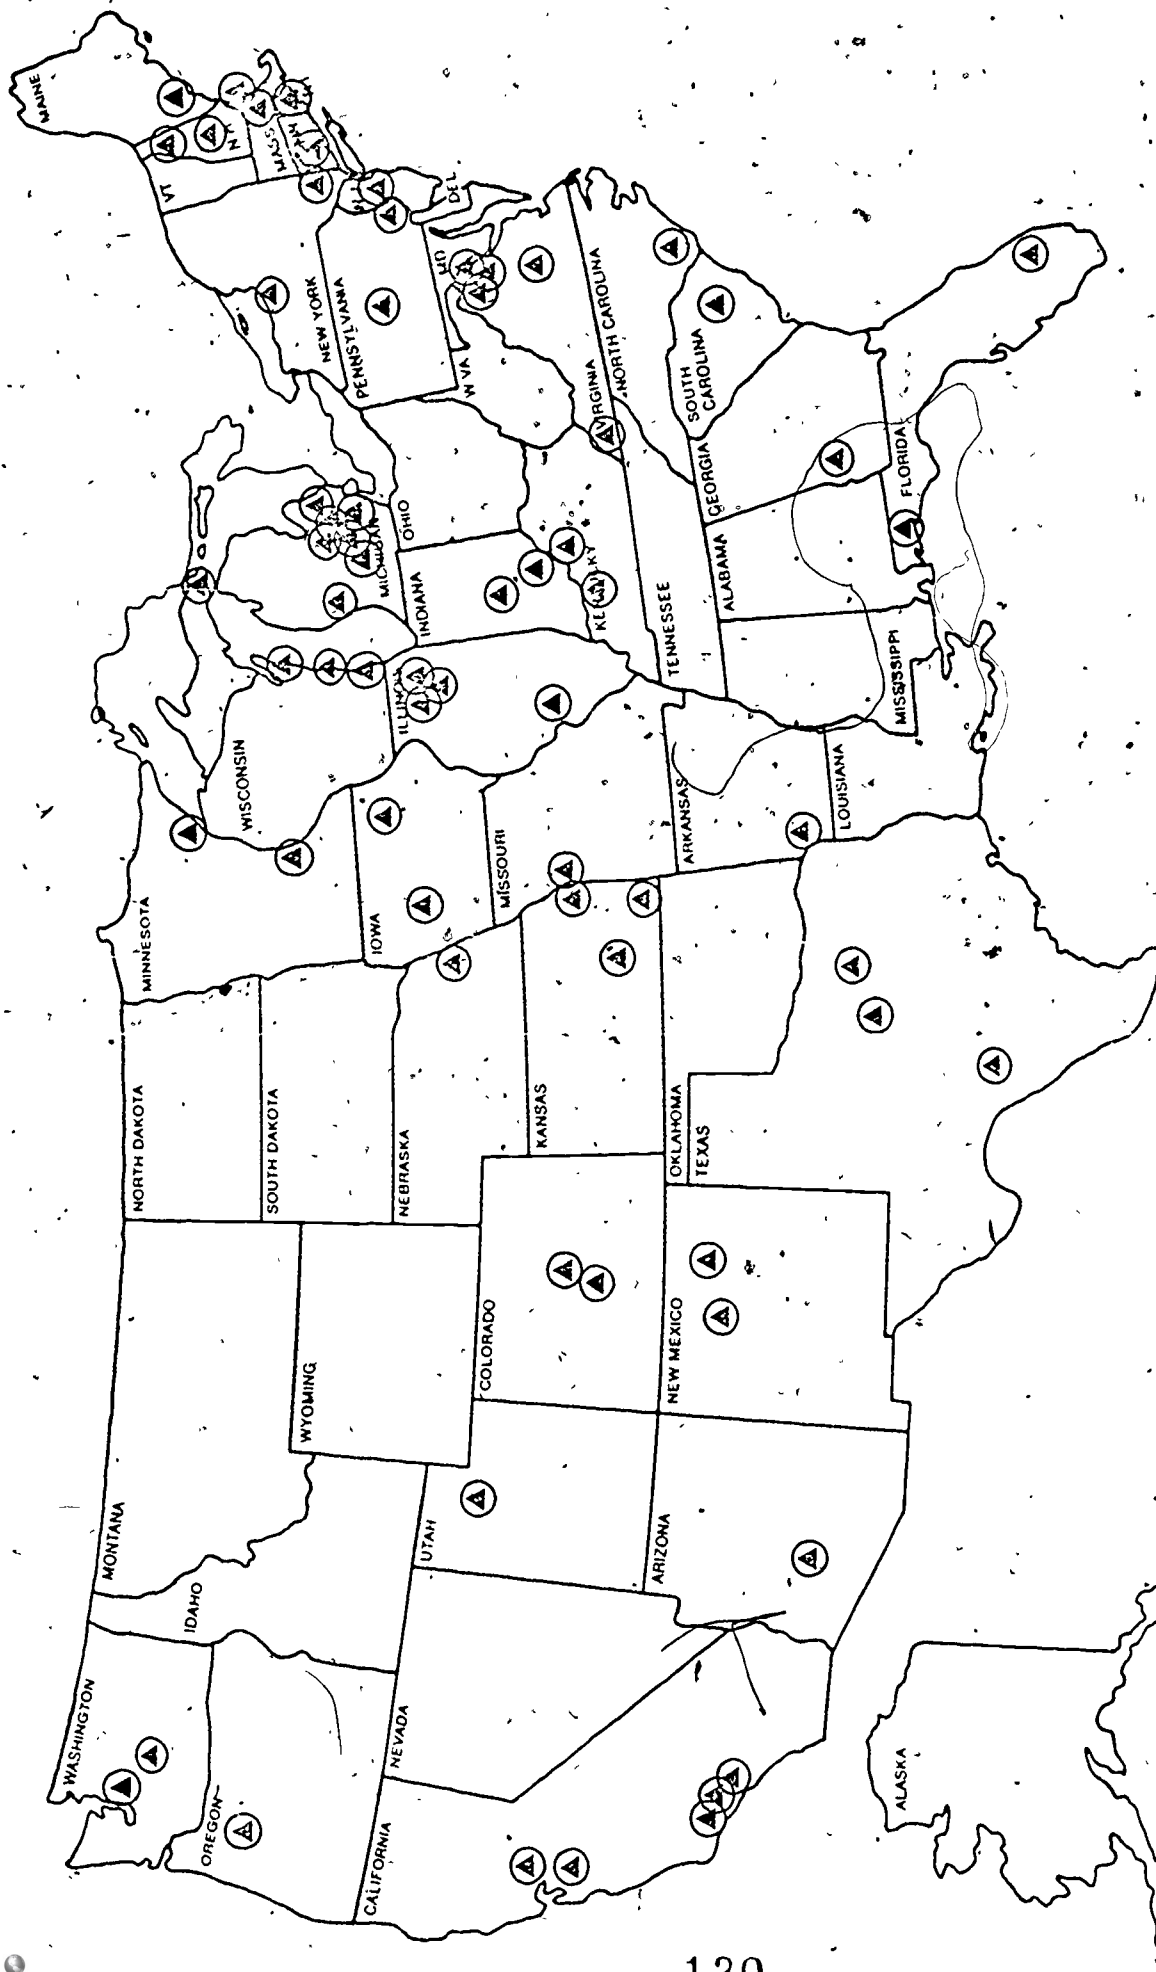 WASHINGTON
OREGON
CALIFORNIA
NEVADA
IDAHO
MONTANA
WYOMING
UTAH
ARIZONA
COLORADO
NEW MEXICO
NORTH DAKOTA
SOUTH DAKOTA
NEBRASKA
KANSAS
OKLAHOMA
TEXAS
MINNESOTA
IOWA
MISSOURI
ARKANSAS
LOUISIANA
WISCONSIN
ILLINOIS
MICHIGAN
INDIANA
OHIO
KENTUCKY
TENNESSEE
MISSISSIPPI
ALABAMA
GEORGIA
FLORIDA
SOUTH
CAROLINA
NORTH CAROLINA
VIRGINIA
W VA
PENNSYLVANIA
NEW YORK
DEL
VT
MASS
MAINE
ALASKA